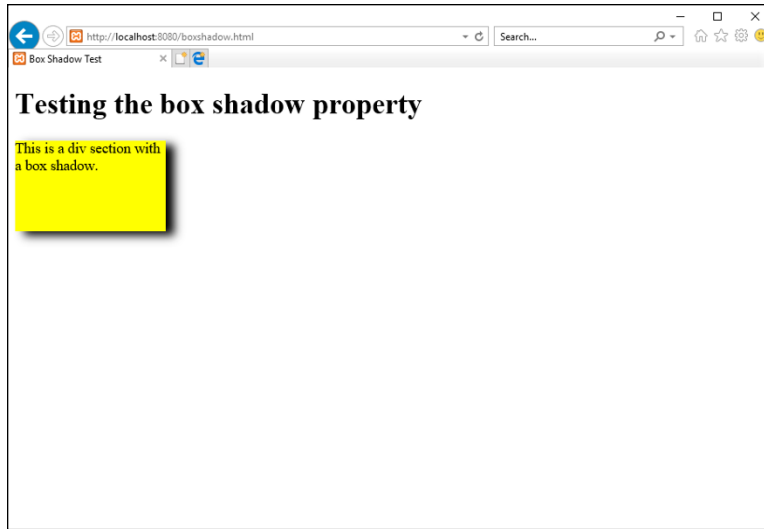 http://localhost:8080/boxshadow.html
Search...
Box Shadow Test
Testing the box shadow property
This is a div section with
a box shadow.